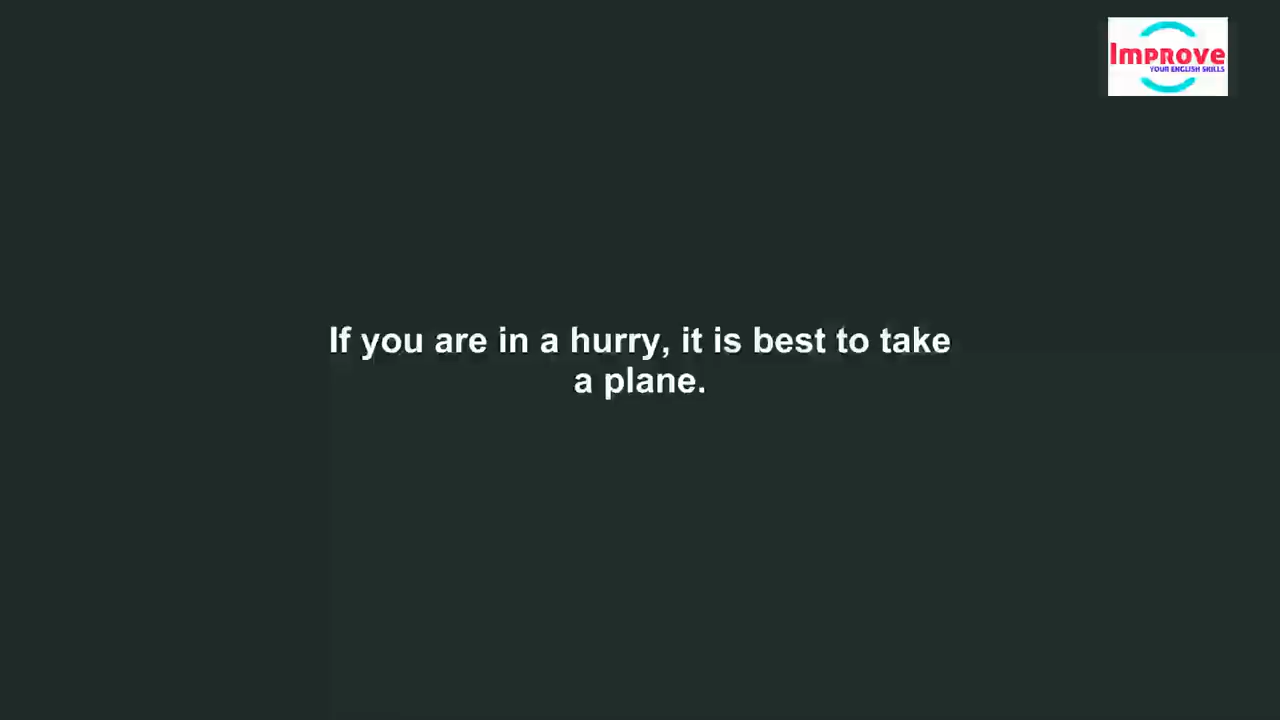 Improve
YOUR ENGLISH SKILLS
If you are in a hurry, it is best to take
a plane.